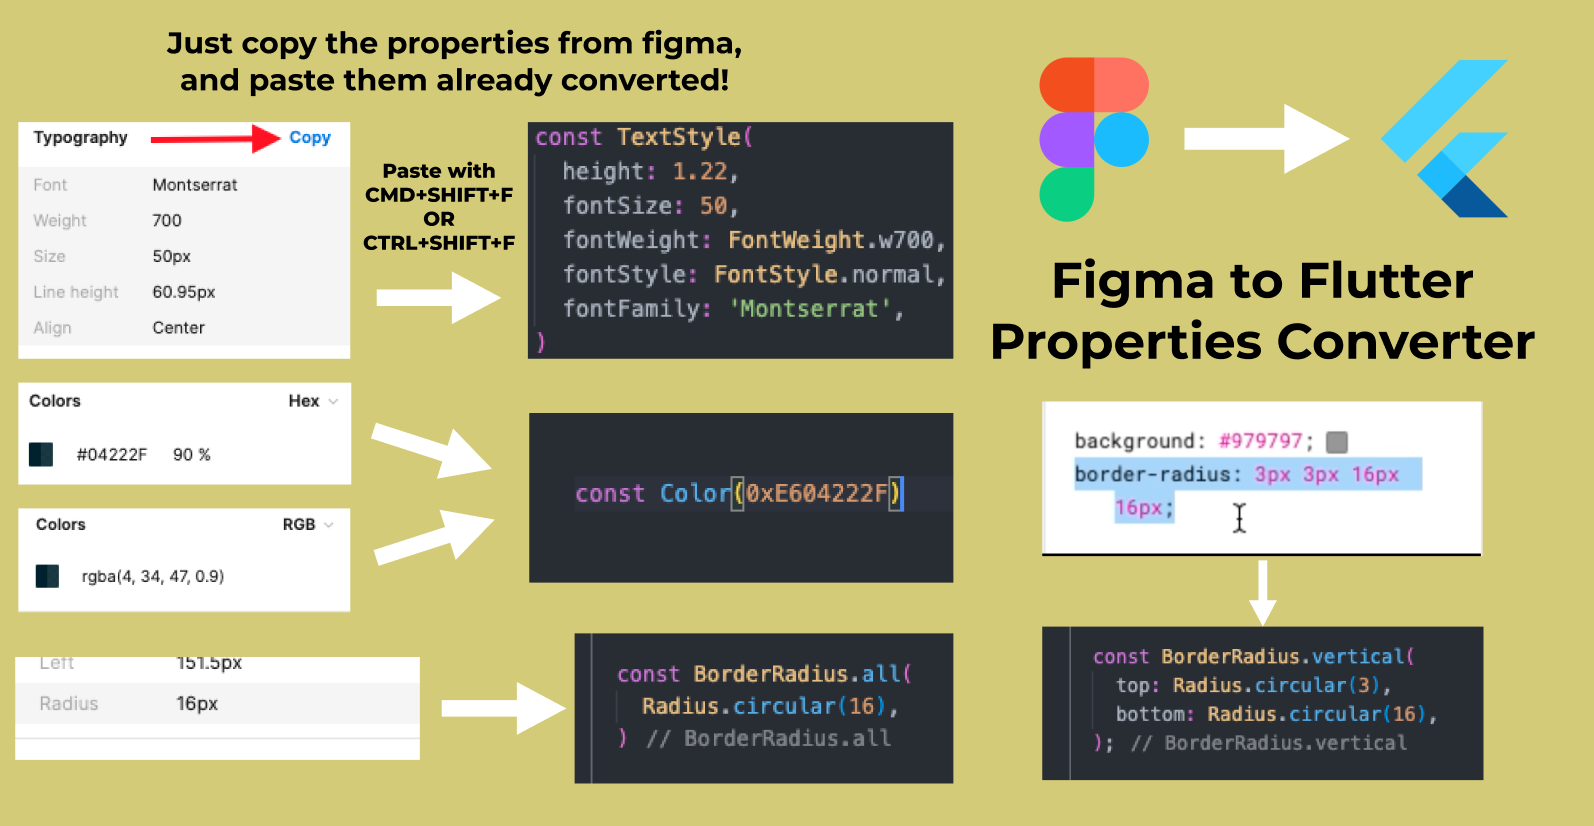 Just copy the properties from figma,
and paste them already converted!
Typography Copy
Font Montserrat
Weight 700
Size 50px
Line height 60.95px
Align Center
Paste with
CMD+SHIFT+F
OR
CTRL+SHIFT+F
const TextStyle(
height: 1.22,
fontSize: 50,
fontWeight: FontWeight.w700,
fontStyle: FontStyle.normal,
fontFamily: 'Montserrat',
)
Colors Hex
#04222F 90 %
Colors RGB
rgba(4, 34, 47, 0.9)
const Color(0xE604222F)
Left 151.5px
Radius 16px
const BorderRadius.all(
Radius.circular(16),
) // BorderRadius.all
Figma to Flutter
Properties Converter
background: #979797;
border-radius: 3px 3px 16px
16px;
const BorderRadius.vertical(
top: Radius.circular(3),
bottom: Radius.circular(16),
); // BorderRadius.vertical